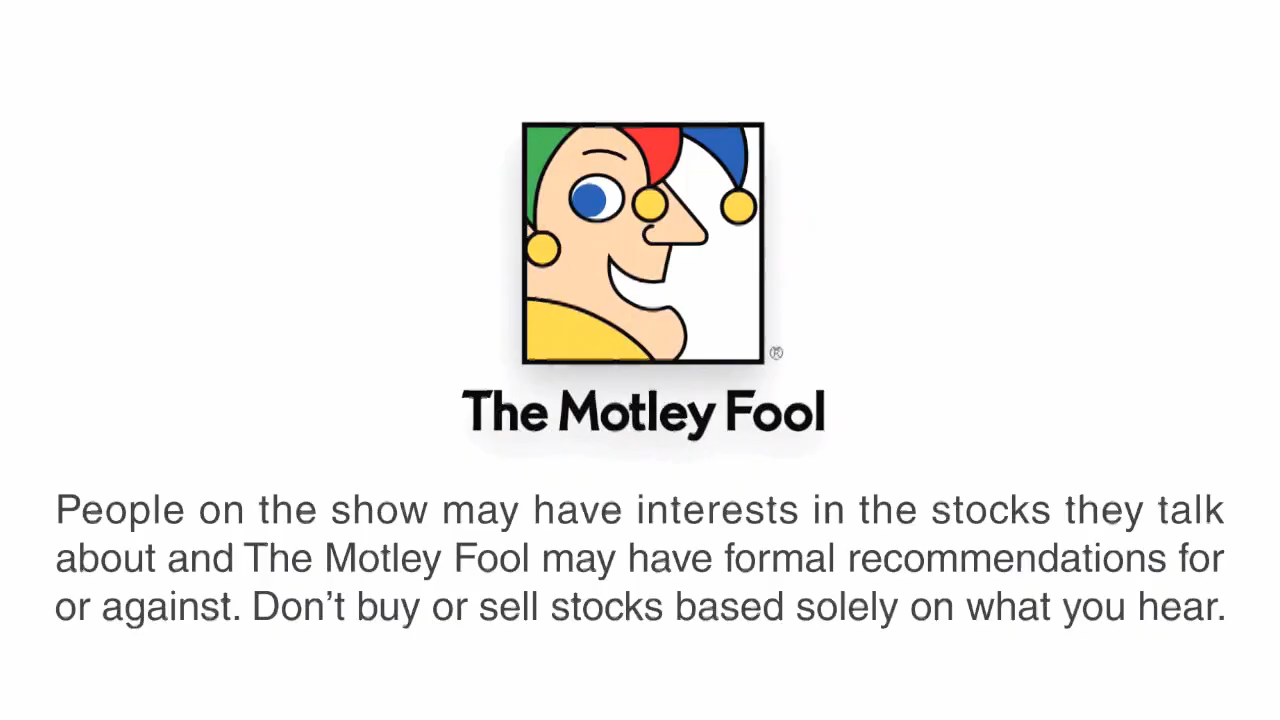 ®
The Motley Fool
People on the show may have interests in the stocks they talk
about and The Motley Fool may have formal recommendations for
or against. Don’t buy or sell stocks based solely on what you hear.